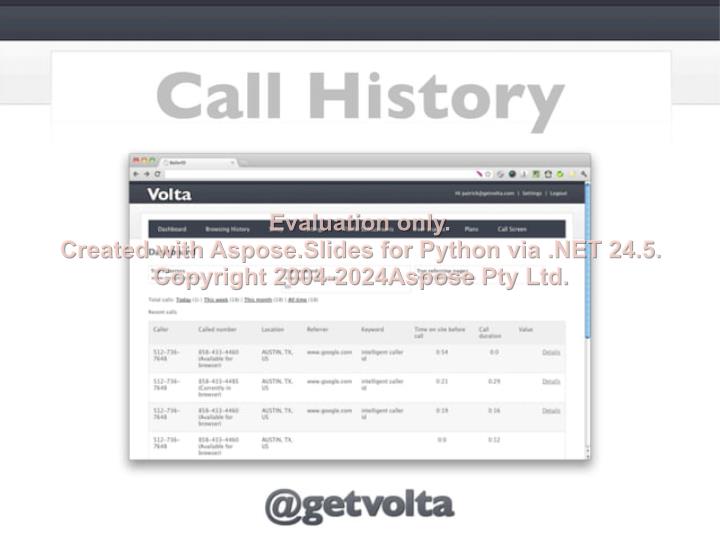 Call History
BallerID
Volta
Hi patrick@getvolta.com | Settings | Logout
Dashboard Browsing History Plans Call Screen
Evaluation only.
Created with Aspose.Slides for Python via .NET 24.5.
Copyright 2004-2024Aspose Pty Ltd.
Total calls: Today (1) | This week (18) | This month (18) | All time (18)
Recent calls
Caller Called number Location Referrer Keyword Time on site before call Call duration Value
512-736-7648 858-433-4460 (Available for browser) AUSTIN, TX, US www.google.com intelligent caller id 0:54 0:0 Details
512-736-7648 858-433-4485 (Currently in browser) AUSTIN, TX, US www.google.com intelligent caller id 0:21 0:29 Details
512-736-7648 858-433-4460 (Available for browser) AUSTIN, TX, US www.google.com intelligent caller id 0:19 0:16 Details
512-736-7648 858-433-4460 (Available for browser) AUSTIN, TX, US 0:0 0:12
@getvolta